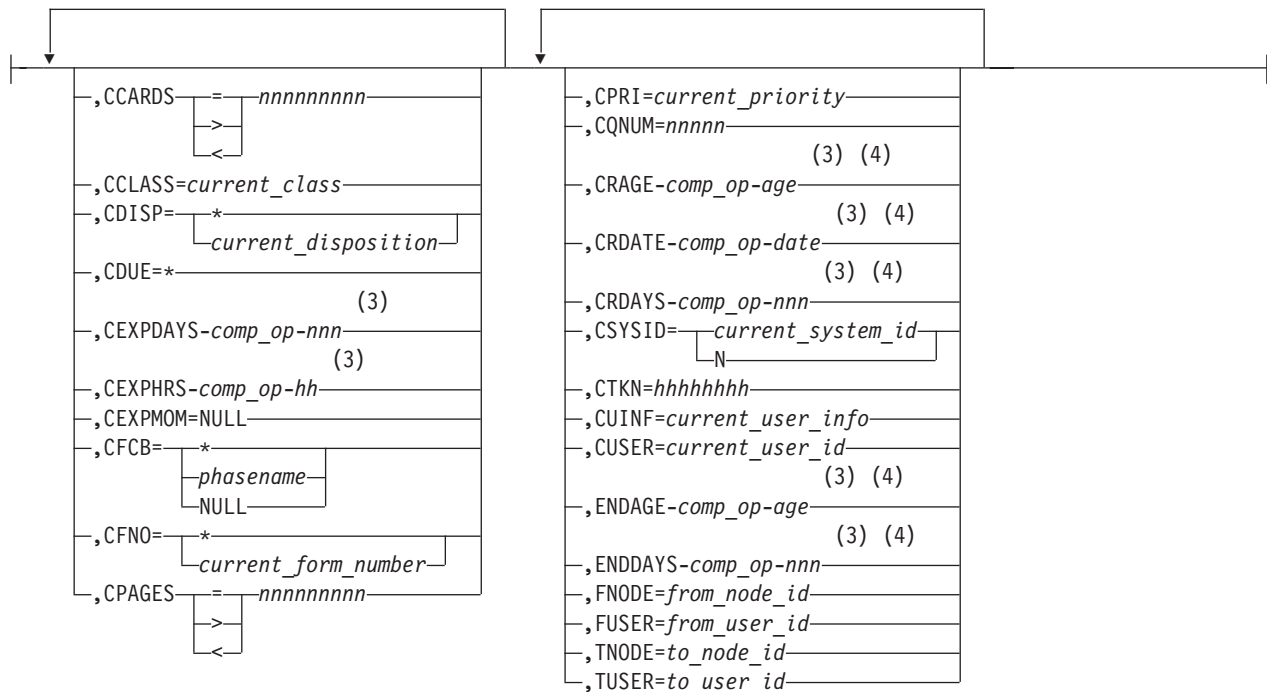 ,CCARDS = nnnnnnnnn
>
<
,CCLASS=current_class
,CDISP= *
current_disposition
,CDUE=*
(3)
,CEXPDAYS-comp_op-nnn
(3)
,CEXPHRS-comp_op-hh
,CEXPMOM=NULL
,CFCB= *
phasename
NULL
,CFNO= *
current_form_number
,CPAGES = nnnnnnnnn
>
<
,CPRI=current_priority
,CQNUM=nnnnn
(3) (4)
,CRAGE-comp_op-age
(3) (4)
,CRDATE-comp_op-date
(3) (4)
,CRDAYS-comp_op-nnn
,CSYSID= current_system_id
N
,CTKN=hhhhhhhh
,CUINF=current_user_info
,CUSER=current_user_id
(3) (4)
,ENDAGE-comp_op-age
(3) (4)
,ENDDAYS-comp_op-nnn
,FNODE=from_node_id
,FUSER=from_user_id
,TNODE=to_node_id
,TUSER=to_user_id